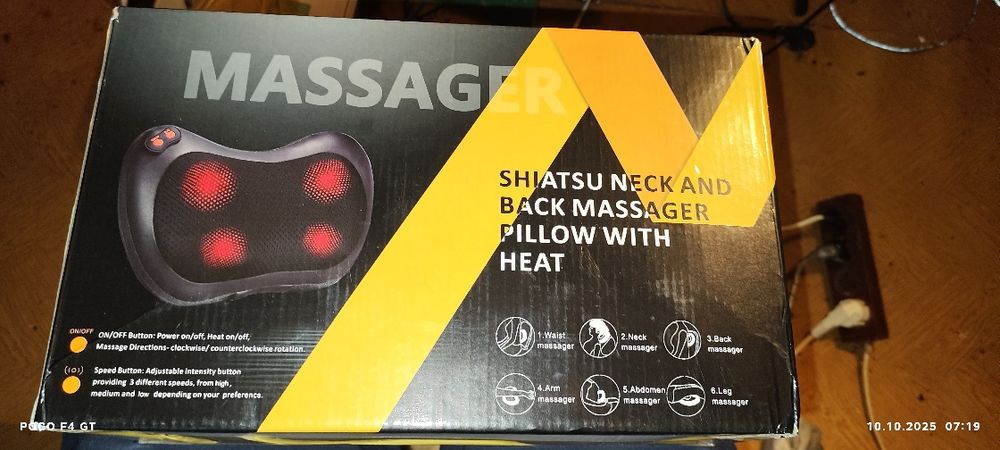 MASSAGER
SHIATSU NECK AND
BACK MASSAGER
PILLOW WITH
HEAT
ON/OFF
ON/OFF Button: Power on/off, Heat on/off,
Massage Directions- clockwise/ counterclockwise rotation.
Speed Button: Adjustable intensity button
providing 3 different speeds, from high,
medium and low depending on your preference.
1.Waist
massager
2.Neck
massager
3.Back
massager
4.Arm
massager
5.Abdomen
massager
6.Leg
massager
POCO F4 GT
10.10.2025 07:19